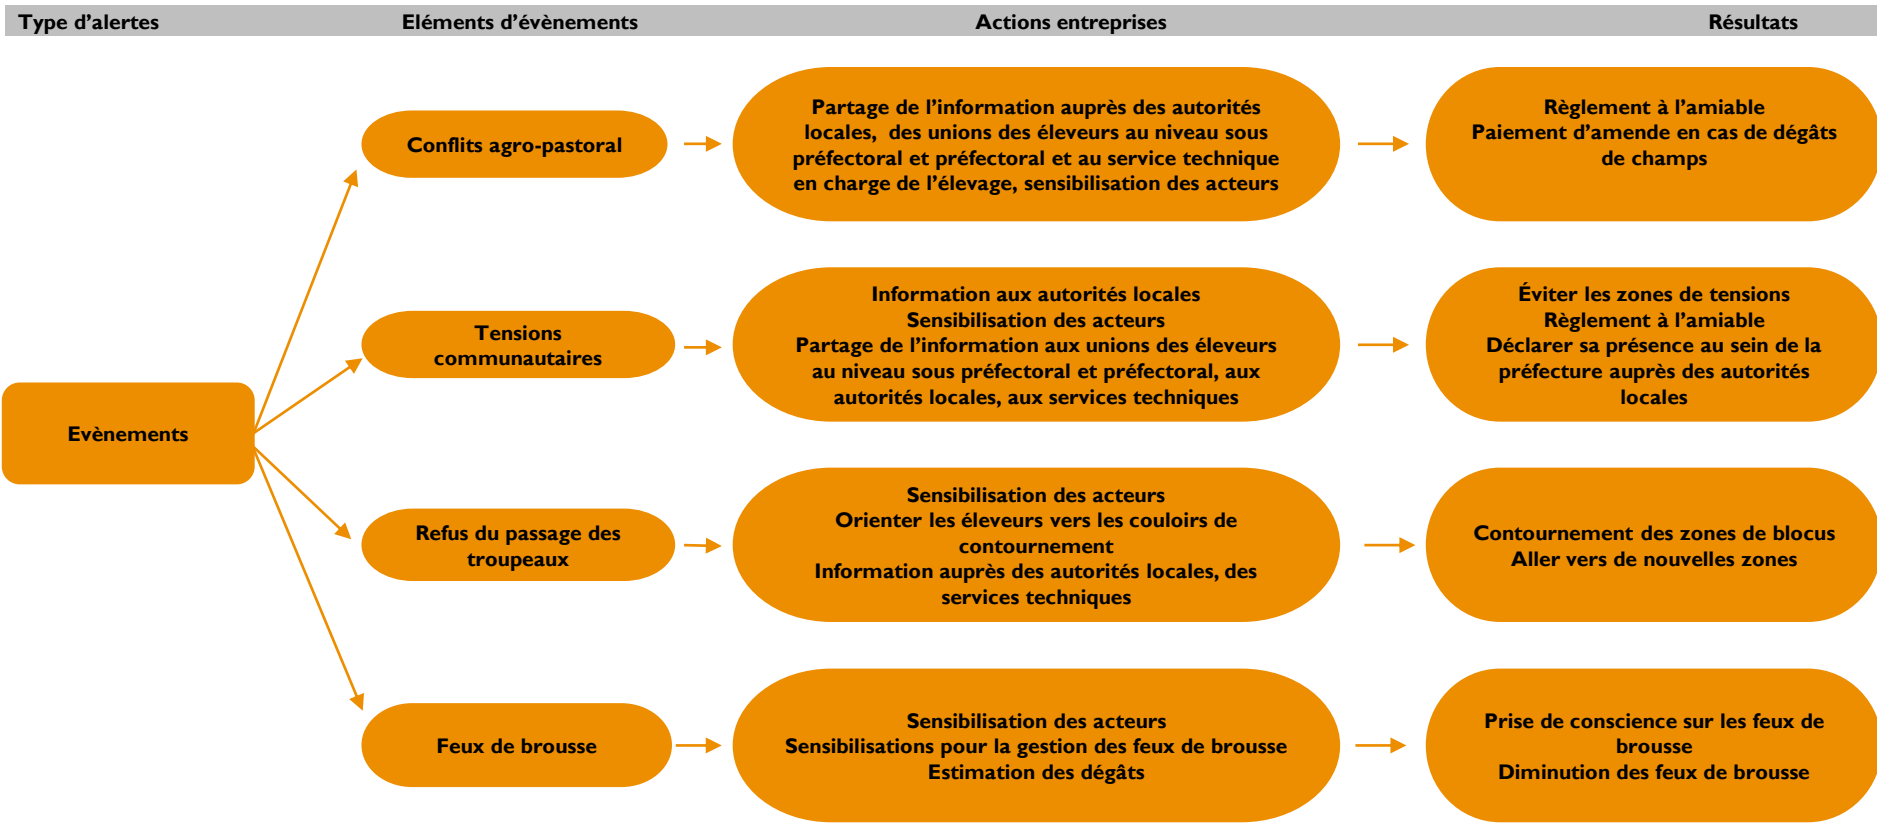 Type d'alertes
Eléments d'évènements
Actions entreprises
Résultats
Evènements
Conflits agro-pastoral
Partage de l'information auprès des autorités
locales,  des unions des éleveurs au niveau sous
préfectoral et préfectoral et au service technique
en charge de l'élevage, sensibilisation des acteurs
Règlement à l'amiable
Paiement d'amende en cas de dégâts
de champs
Tensions
communautaires
Information aux autorités locales
Sensibilisation des acteurs
Partage de l'information aux unions des éleveurs
au niveau sous préfectoral et préfectoral, aux
autorités locales, aux services techniques
Éviter les zones de tensions
Règlement à l'amiable
Déclarer sa présence au sein de la
préfecture auprès des autorités
locales
Refus du passage des
troupeaux
Sensibilisation des acteurs
Orienter les éleveurs vers les couloirs de
contournement
Information auprès des autorités locales, des
services techniques
Contournement des zones de blocus
Aller vers de nouvelles zones
Feux de brousse
Sensibilisation des acteurs
Sensibilisations pour la gestion des feux de brousse
Estimation des dégâts
Prise de conscience sur les feux de
brousse
Diminution des feux de brousse